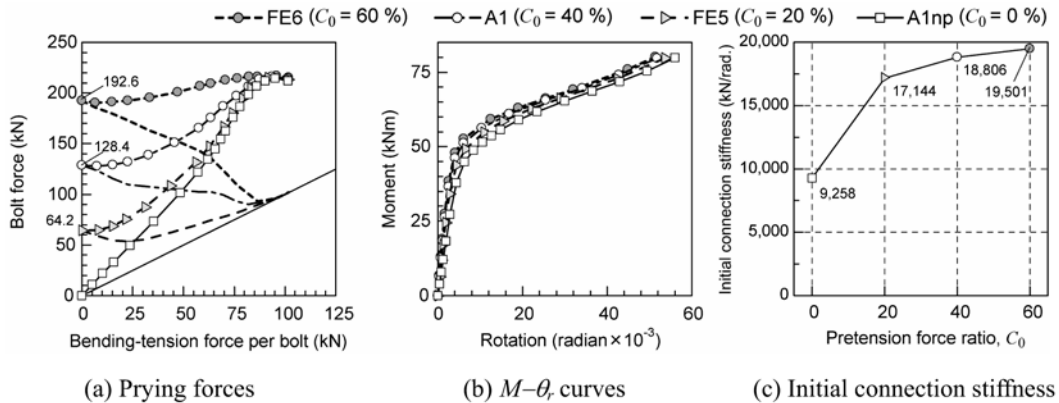 FE6 (C₀ = 60 %) A1 (C₀ = 40 %) FE5 (C₀ = 20 %) A1np (C₀ = 0 %)
Bolt force (kN)
250
200
150
100
50
0
192.6
128.4
64.2
0 25 50 75 100 125
Bending-tension force per bolt (kN)
(a) Prying forces
Moment (kNm)
100
75
50
25
0
0 10 20 30 40 50 60
Rotation (radian×10⁻³)
(b) M–θᵣ curves
Initial connection stiffness (kN/rad.)
20,000
15,000
10,000
5,000
0
9,258
17,144
18,806
19,501
0 20 40 60
Pretension force ratio, C₀
(c) Initial connection stiffness